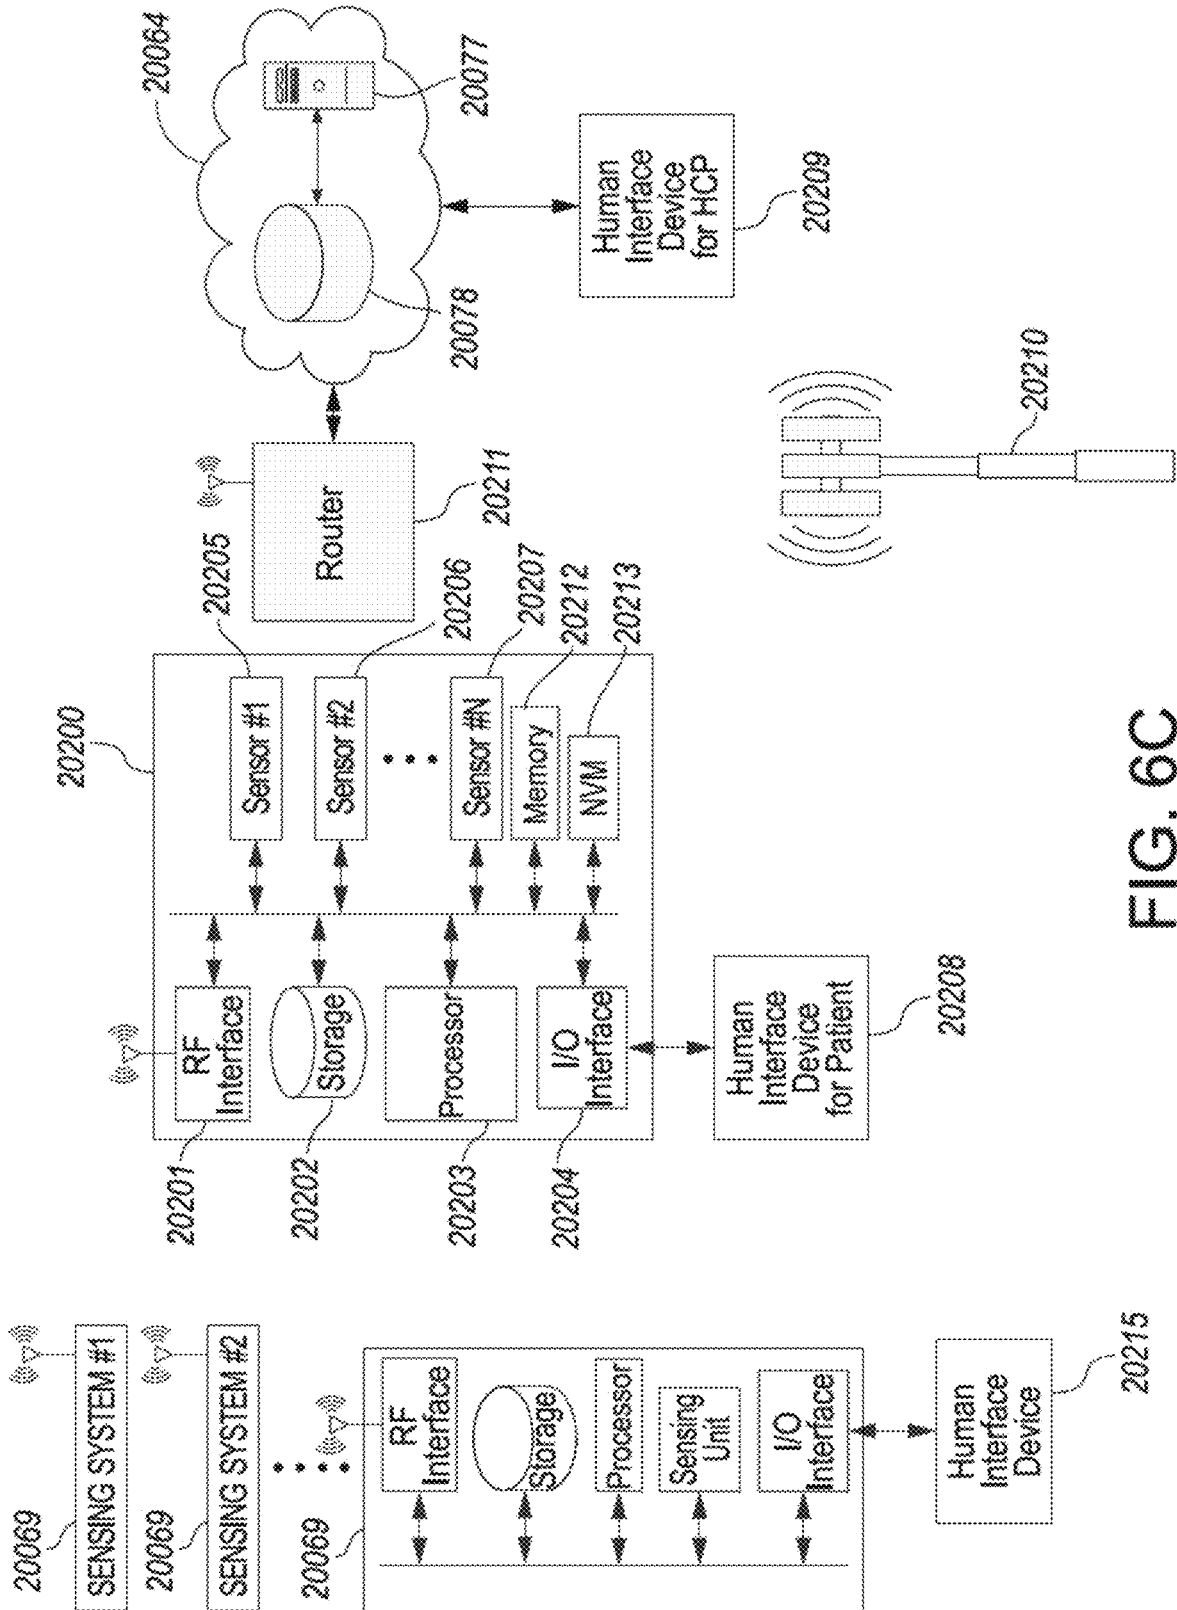 20069
SENSING SYSTEM #1
20069
SENSING SYSTEM #2
20069
RF
Interface
Storage
Processor
Sensing
Unit
I/O
Interface
Human
Interface
Device
20215
20200
20201
RF
Interface
20202
Storage
20203
Processor
20204
I/O
Interface
Sensor #1
20205
Sensor #2
20206
Sensor #N
20207
Memory
20212
NVM
20213
Human
Interface
Device
for Patient
20208
Router
20211
20064
20078
20077
Human
Interface
Device
for HCP
20209
20210
FIG. 6C